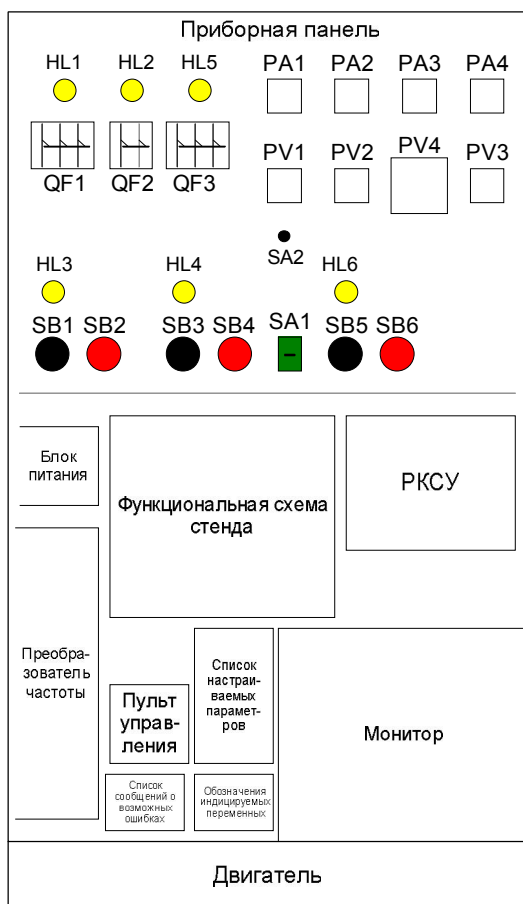 Приборная панель
HL1 HL2 HL5 PA1 PA2 PA3 PA4
QF1 QF2 QF3
PV1 PV2 PV4 PV3
SA2
HL3 HL4 HL6
SB1 SB2 SB3 SB4 SA1 SB5 SB6
Блок
питания
Функциональная схема
стенда
РКСУ
Преобра-
зователь
частоты
Пульт
управ-
ления
Список
настраи-
ваемых
парамет-
ров
Монитор
Список
сообщений о
возможных
ошибках
Обозначения
индицируемых
переменных
Двигатель